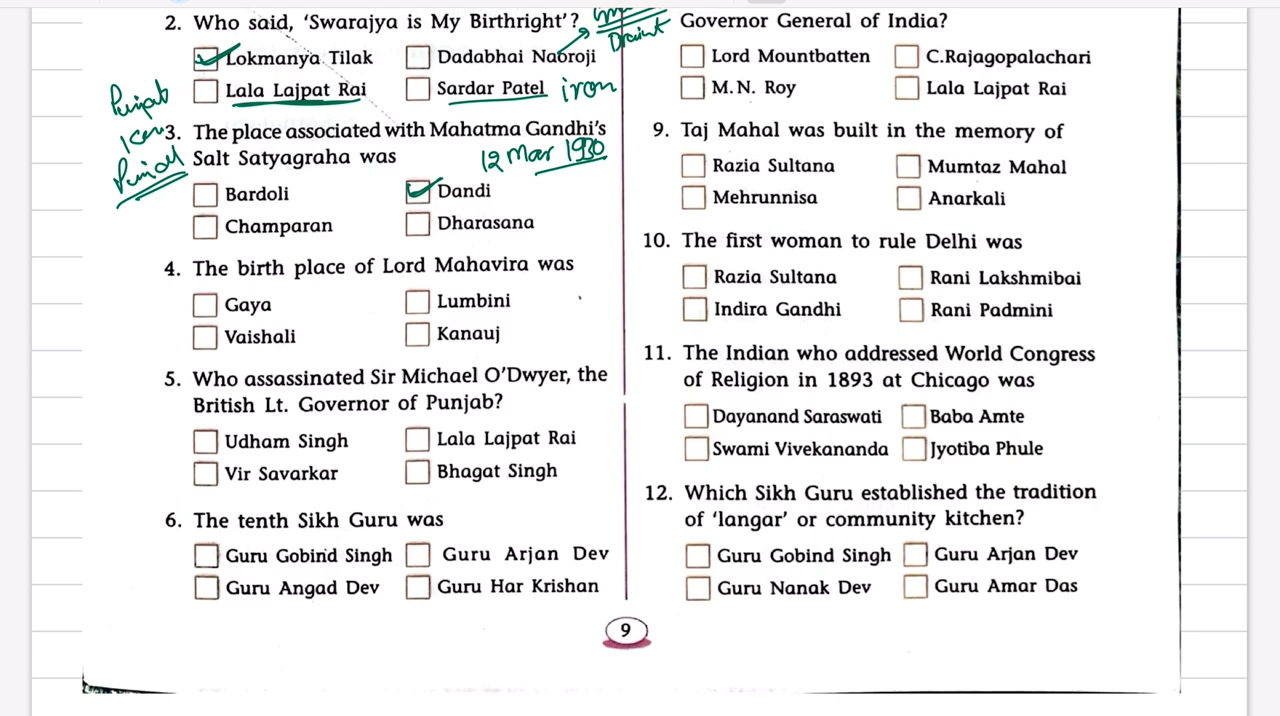 2. Who said, 'Swarajya is My Birthright'?
Lokmanya Tilak Dadabhai Naoroji
Lala Lajpat Rai Sardar Patel iron
Punjab
3. The place associated with Mahatma Gandhi's
Salt Satyagraha was 12 Mar 1930
Bardoli Dandi
Champaran Dharasana
4. The birth place of Lord Mahavira was
Gaya Lumbini
Vaishali Kanauj
5. Who assassinated Sir Michael O'Dwyer, the
British Lt. Governor of Punjab?
Udham Singh Lala Lajpat Rai
Vir Savarkar Bhagat Singh
6. The tenth Sikh Guru was
Guru Gobind Singh Guru Arjan Dev
Guru Angad Dev Guru Har Krishan
Governor General of India?
Lord Mountbatten C.Rajagopalachari
M.N. Roy Lala Lajpat Rai
9. Taj Mahal was built in the memory of
Razia Sultana Mumtaz Mahal
Mehrunnisa Anarkali
10. The first woman to rule Delhi was
Razia Sultana Rani Lakshmibai
Indira Gandhi Rani Padmini
11. The Indian who addressed World Congress
of Religion in 1893 at Chicago was
Dayanand Saraswati Baba Amte
Swami Vivekananda Jyotiba Phule
12. Which Sikh Guru established the tradition
of 'langar' or community kitchen?
Guru Gobind Singh Guru Arjan Dev
Guru Nanak Dev Guru Amar Das
9